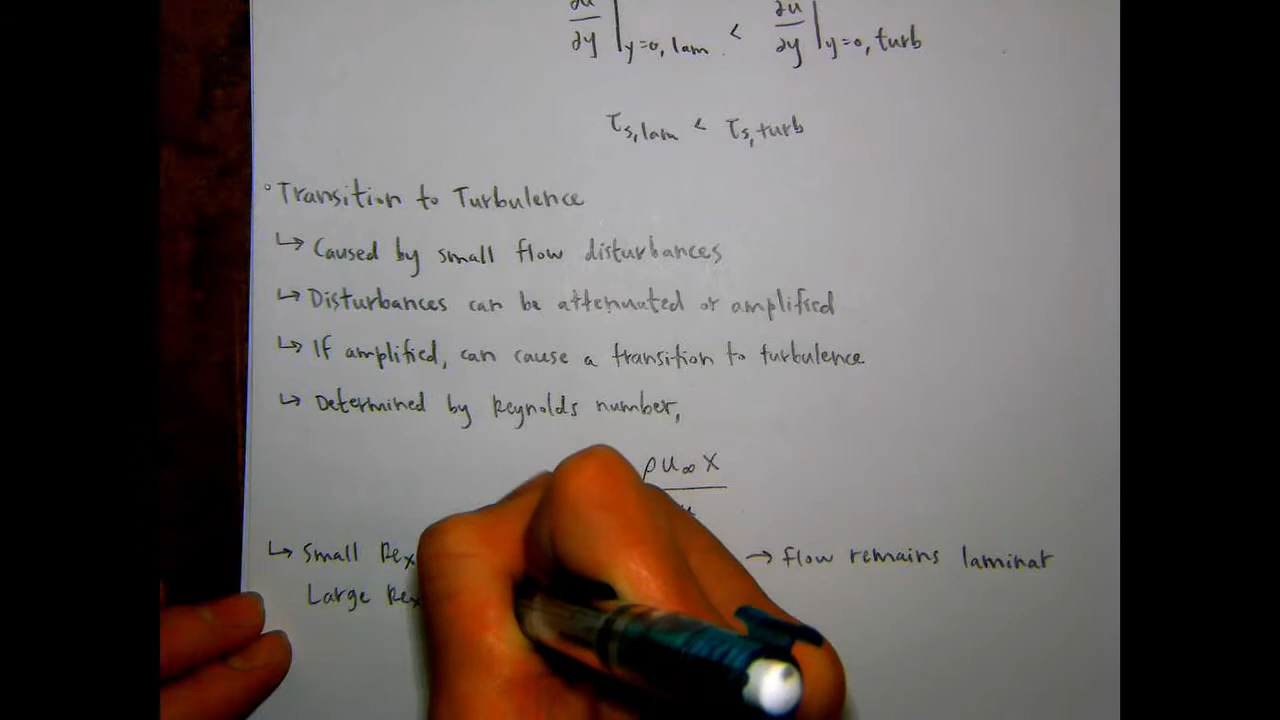 ∂u/∂y |y=0, lam < ∂u/∂y |y=0, turb
τs,lam < τs,turb
° Transition to Turbulence
↳ Caused by small flow disturbances
↳ Disturbances can be attenuated or amplified
↳ If amplified, can cause a transition to turbulence
↳ Determined by Reynolds number,
ρu∞x
↳ Small Rex → flow remains laminar
Large Rex